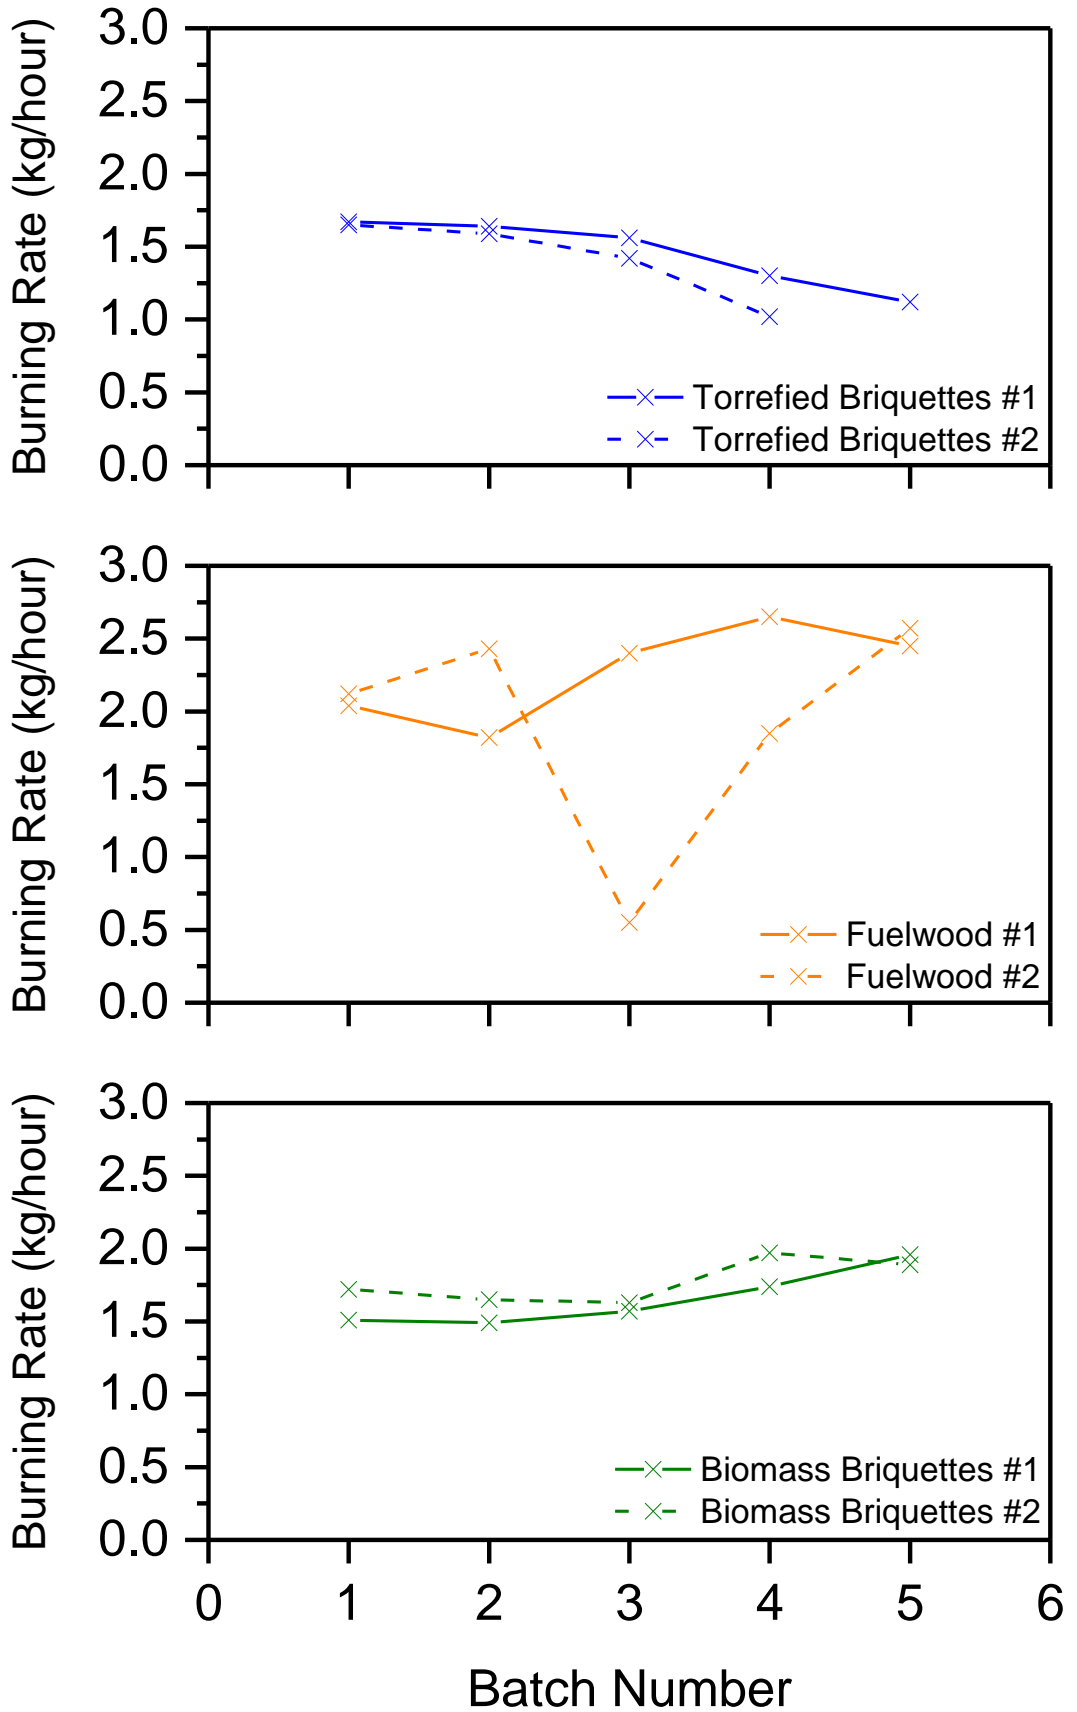 Burning Rate (kg/hour)
3.0
2.5
2.0
1.5
1.0
0.5
0.0
Torrefied Briquettes #1
Torrefied Briquettes #2
Burning Rate (kg/hour)
3.0
2.5
2.0
1.5
1.0
0.5
0.0
Fuelwood #1
Fuelwood #2
Burning Rate (kg/hour)
3.0
2.5
2.0
1.5
1.0
0.5
0.0
Biomass Briquettes #1
Biomass Briquettes #2
0 1 2 3 4 5 6
Batch Number